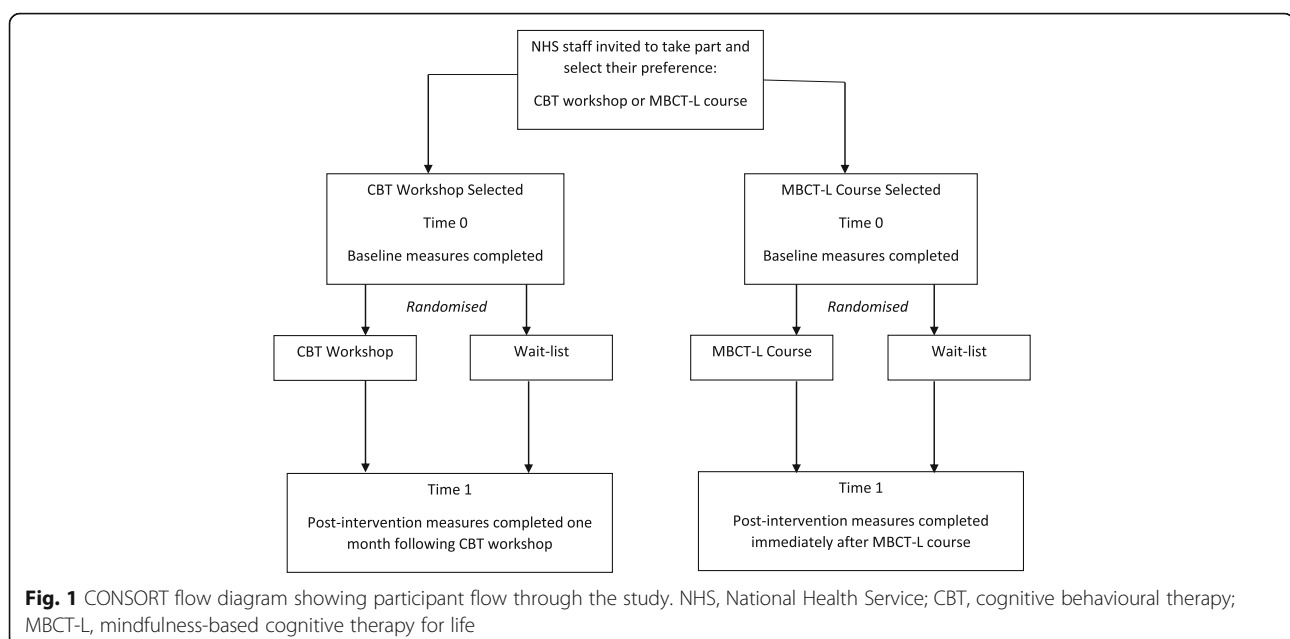 NHS staff invited to take part and
select their preference:
CBT workshop or MBCT-L course
CBT Workshop Selected
Time 0
Baseline measures completed
MBCT-L Course Selected
Time 0
Baseline measures completed
Randomised
Randomised
CBT Workshop
Wait-list
MBCT-L Course
Wait-list
Time 1
Post-intervention measures completed one
month following CBT workshop
Time 1
Post-intervention measures completed
immediately after MBCT-L course
Fig. 1 CONSORT flow diagram showing participant flow through the study. NHS, National Health Service; CBT, cognitive behavioural therapy;
MBCT-L, mindfulness-based cognitive therapy for life